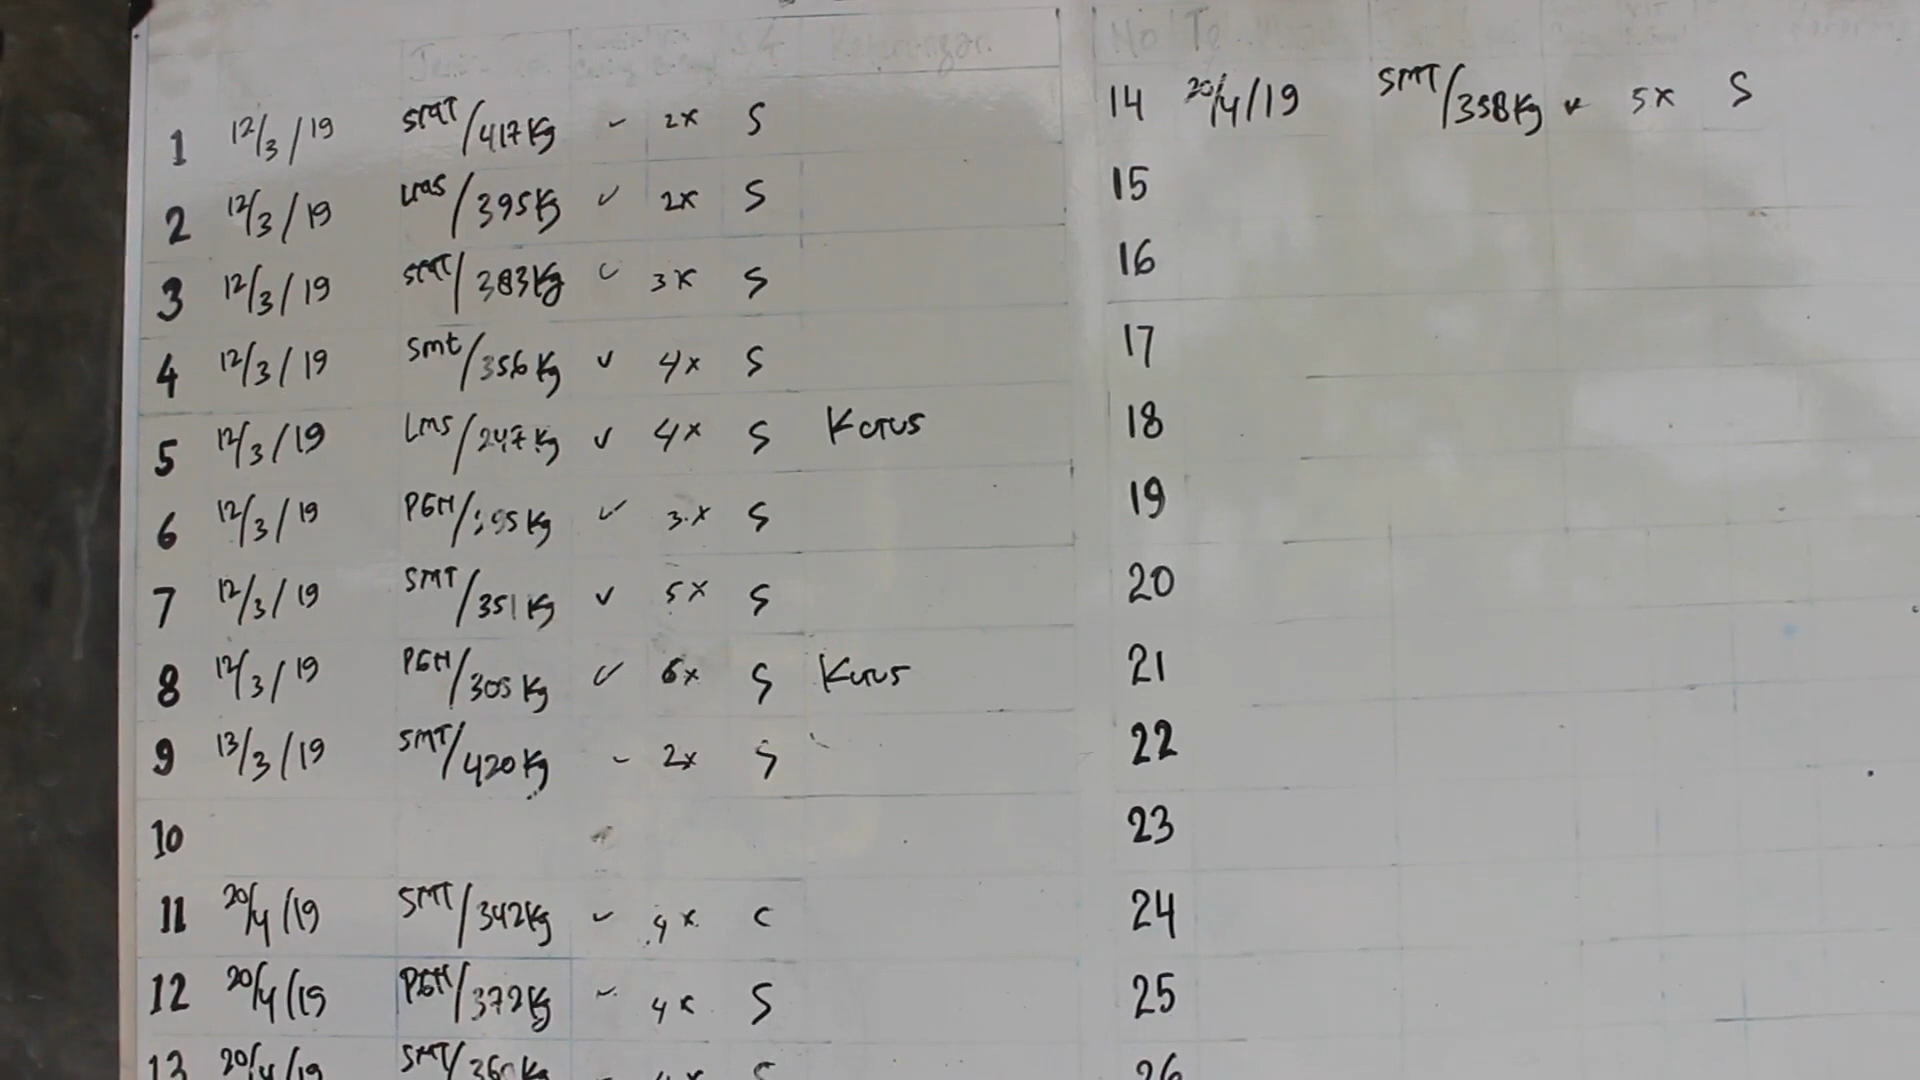 Keterangan
1 12/3/19 SMT/417Kg 2x S
2 12/3/19 LMS/395Kg ✓ 2x S
3 12/3/19 SMT/383Kg ✓ 3x S
4 12/3/19 Smt/356Kg ✓ 4x S
5 12/3/19 LMS/247Kg ✓ 4x S Kurus
6 12/3/19 PGH/ ✓ 3x S
7 12/3/19 SMT/351Kg ✓ 5x S
8 12/3/19 PGH/305Kg ✓ 6x S Kurus
9 13/3/19 SMT/420Kg 2x S
10
11 20/4/19 SMT/342Kg ✓ 4x
12 20/4/19 PGH/372Kg 4x S
13 20/4/19 SMT/
No Tg
14 20/4/19 SMT/358Kg ✓ 5x S
15
16
17
18
19
20
21
22
23
24
25
26